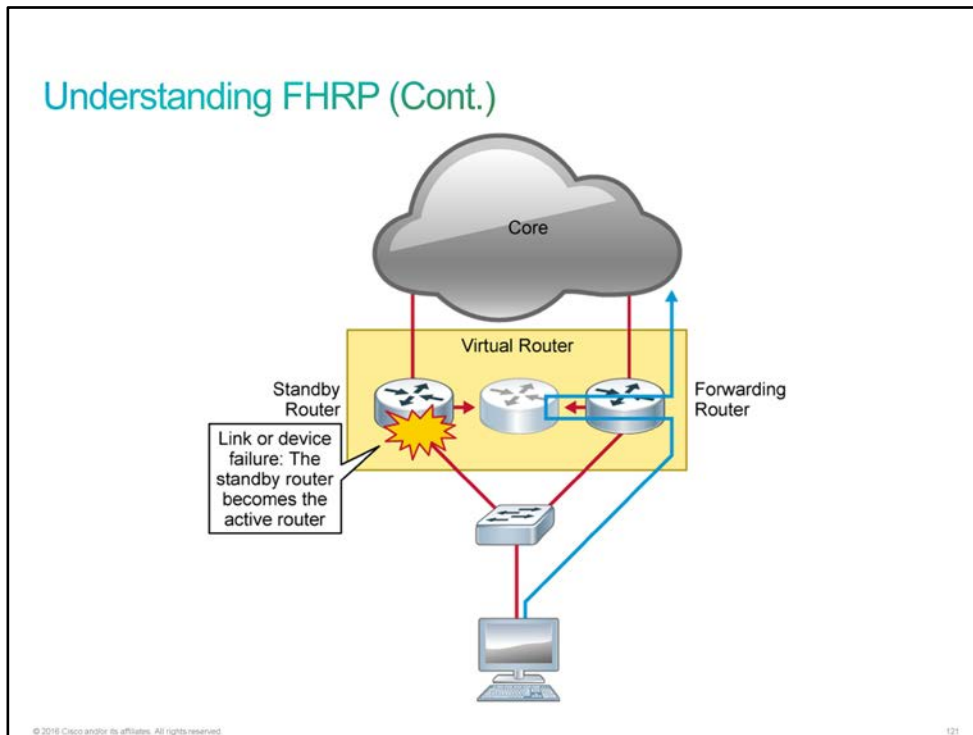 Understanding FHRP (Cont.)
Core
Virtual Router
Standby
Router
Forwarding
Router
Link or device
failure: The
standby router
becomes the
active router
© 2016 Cisco and/or its affiliates. All rights reserved.
121